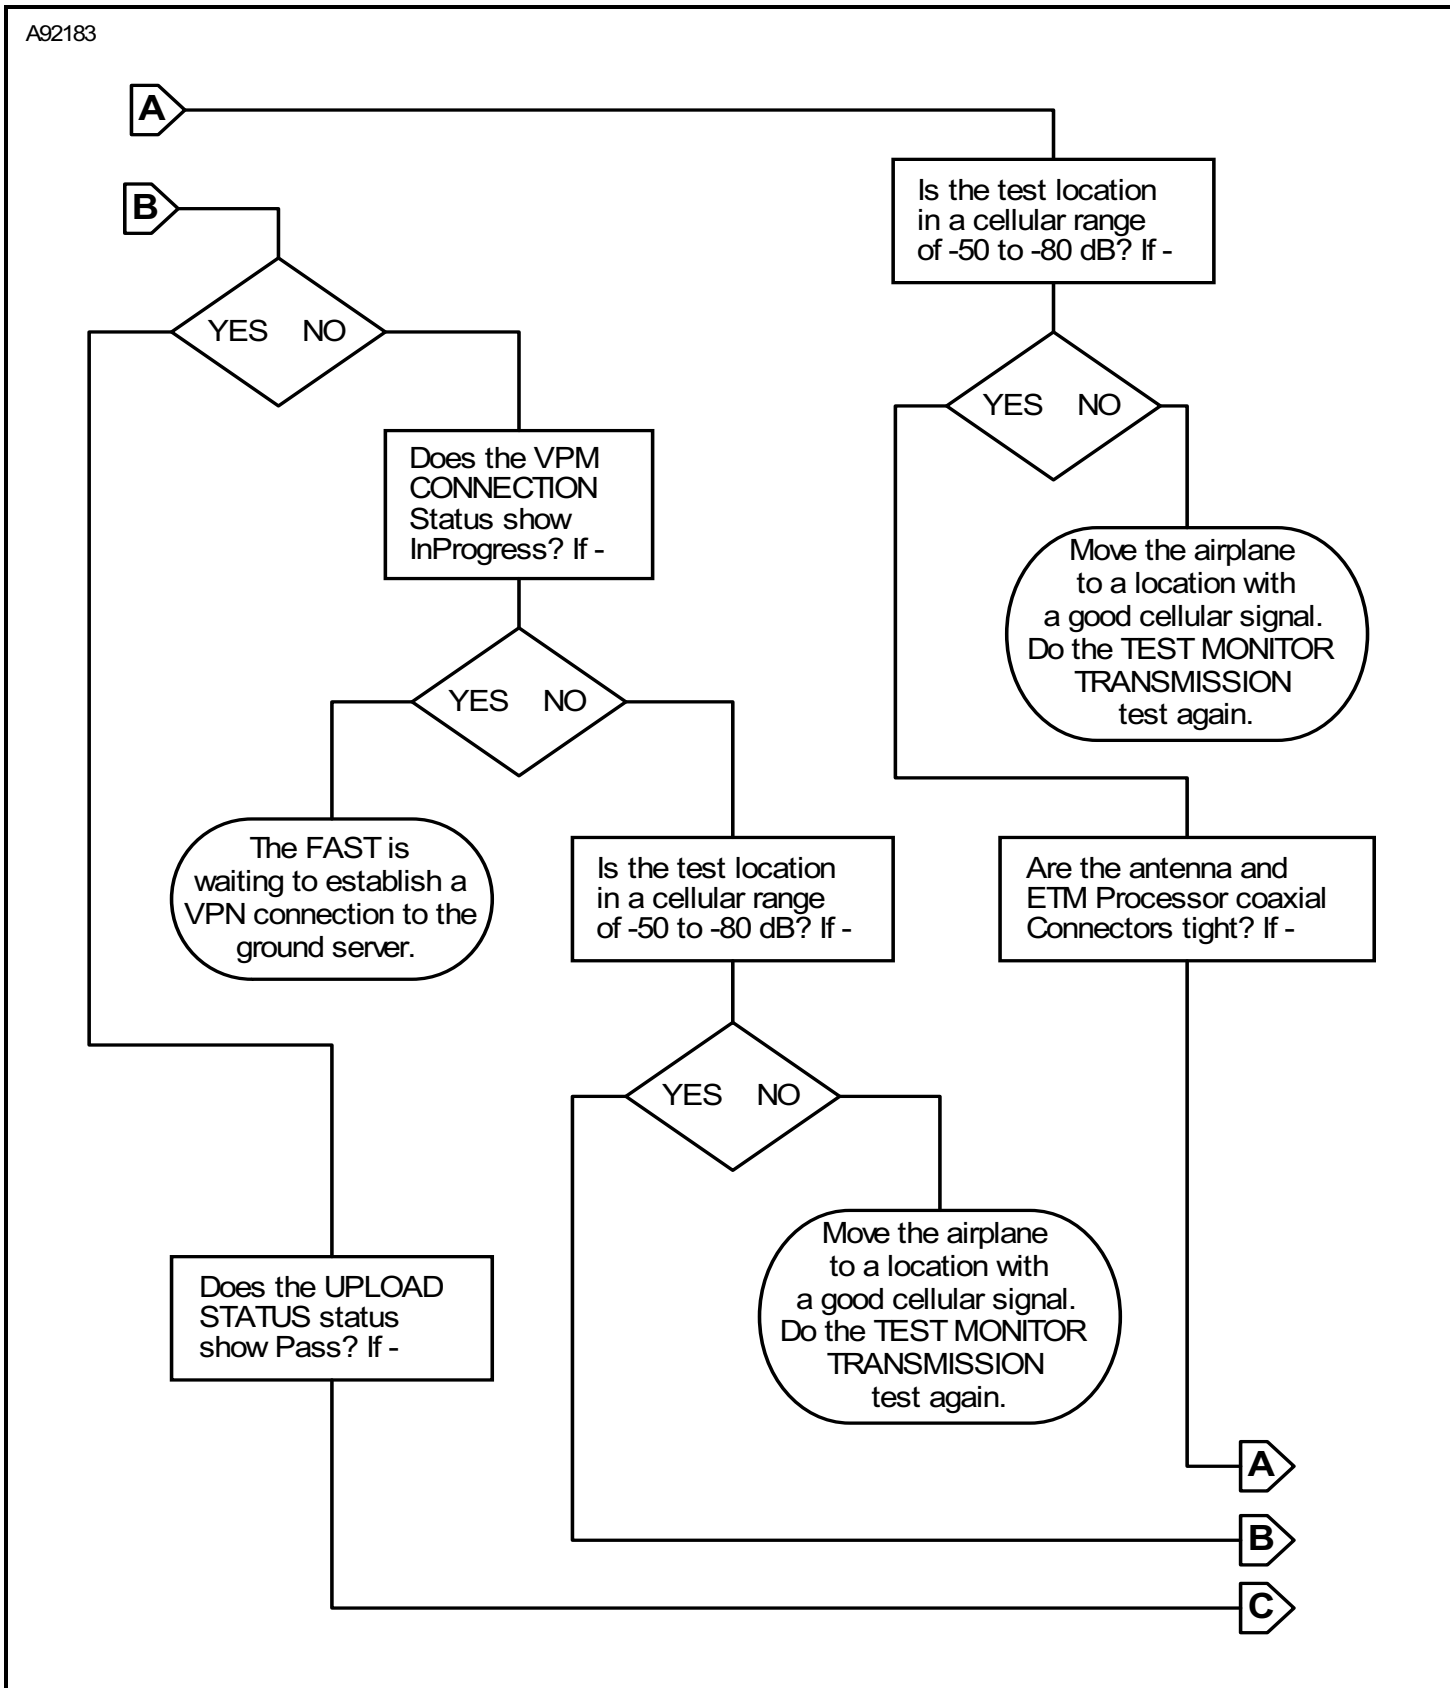 A92183
A
Is the test location
in a cellular range
of -50 to -80 dB? If -
B
YES NO
YES NO
Does the VPM
CONNECTION
Status show
InProgress? If -
Move the airplane
to a location with
a good cellular signal.
Do the TEST MONITOR
TRANSMISSION
test again.
YES NO
The FAST is
waiting to establish a
VPN connection to the
ground server.
Is the test location
in a cellular range
of -50 to -80 dB? If -
Are the antenna and
ETM Processor coaxial
Connectors tight? If -
YES NO
Move the airplane
to a location with
a good cellular signal.
Do the TEST MONITOR
TRANSMISSION
test again.
Does the UPLOAD
STATUS status
show Pass? If -
A
B
C